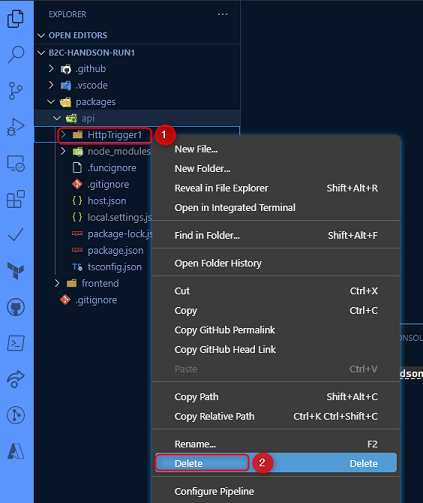 EXPLORER
OPEN EDITORS
B2C-HANDSON-RUN1
.github
.vscode
packages
api
HttpTrigger1
1
node_modules
.funcignore
.gitignore
host.json
local.settings.js
package-lock.js
package.json
tsconfig.json
frontend
.gitignore
New File...
New Folder...
Reveal in File Explorer Shift+Alt+R
Open in Integrated Terminal
Find in Folder... Shift+Alt+F
Open Folder History
Cut Ctrl+X
Copy Ctrl+C
Copy GitHub Permalink
Copy GitHub Head Link
Paste Ctrl+V
Copy Path Shift+Alt+C
Copy Relative Path Ctrl+K Ctrl+Shift+C
Rename... F2
Delete 2 Delete
Configure Pipeline
CONSOL
dson